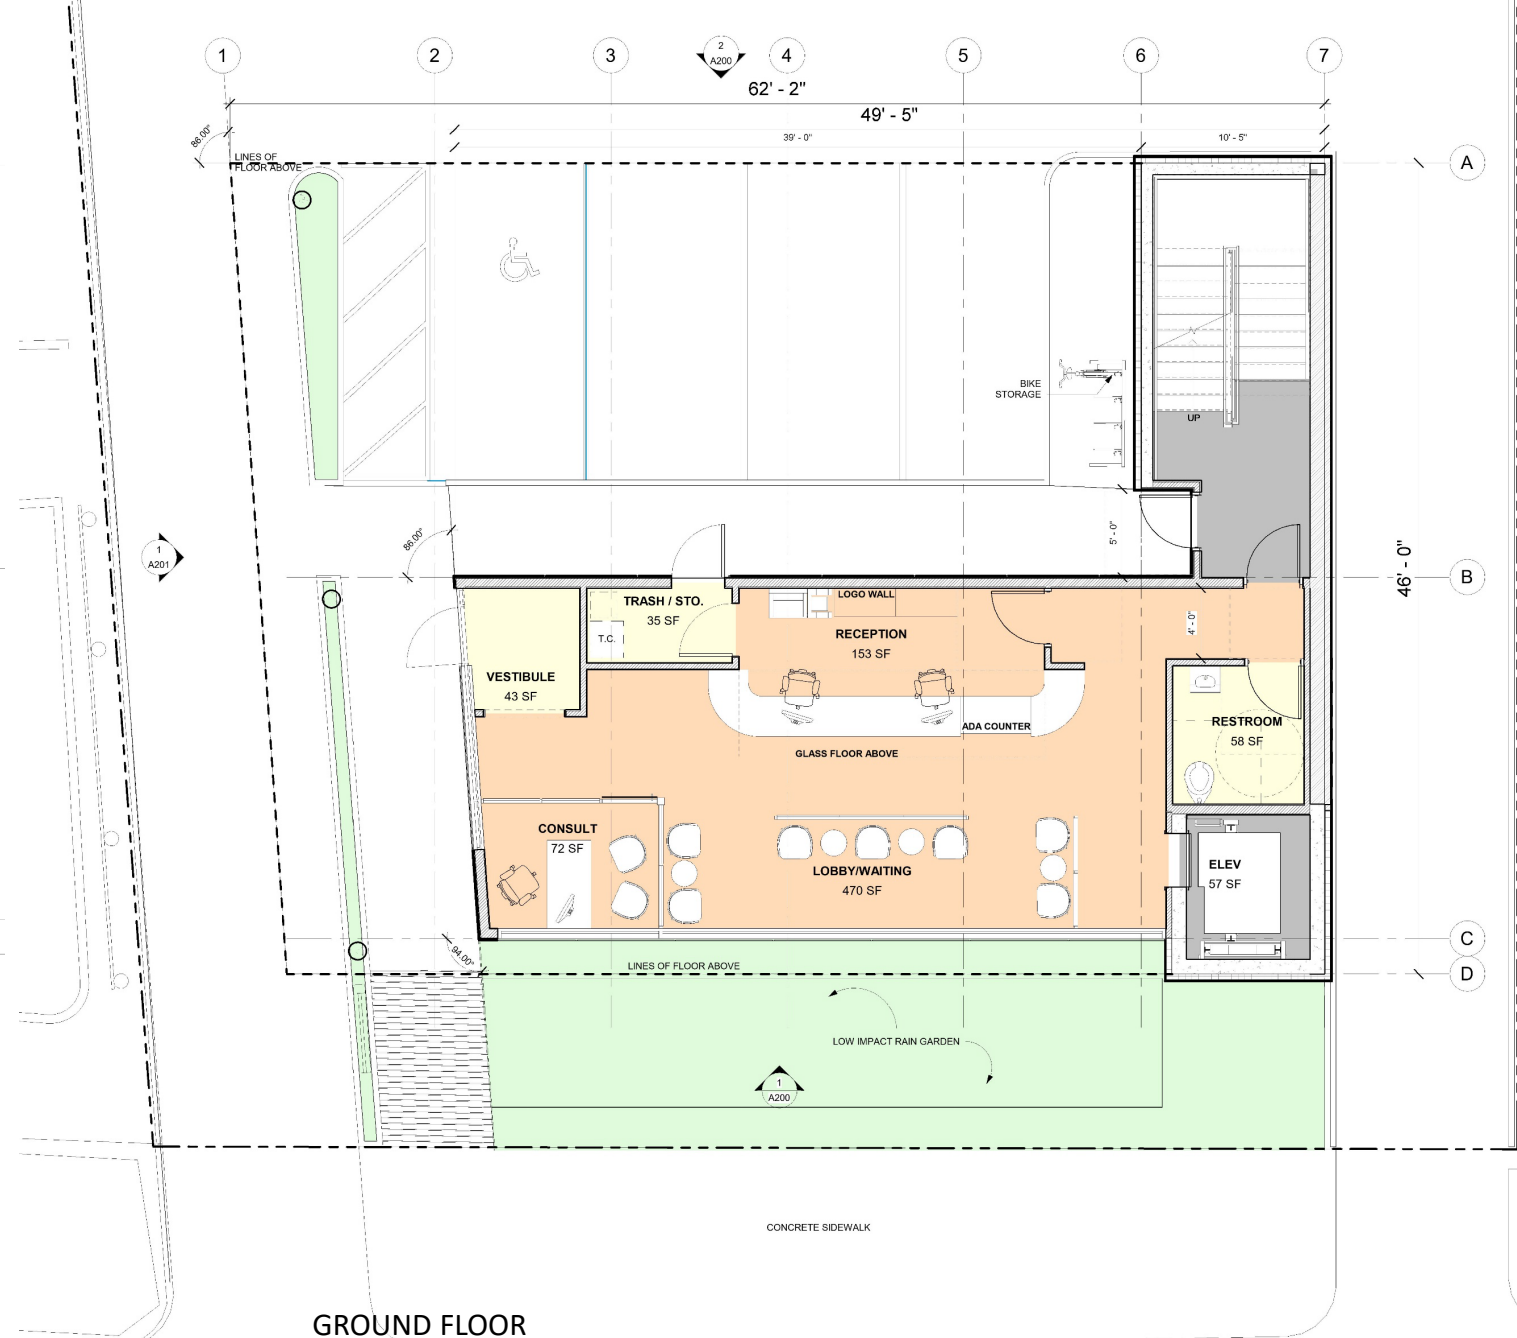 1
2
3
2
A200
4
5
6
7
62' - 2"
49' - 5"
39' - 0"
10' - 5"
86.00°
LINES OF
FLOOR ABOVE
A
BIKE
STORAGE
UP
1
A201
86.00°
5' - 0"
B
46' - 0"
TRASH / STO.
35 SF
T.C.
LOGO WALL
RECEPTION
153 SF
4' - 0"
VESTIBULE
43 SF
ADA COUNTER
RESTROOM
58 SF
GLASS FLOOR ABOVE
CONSULT
72 SF
LOBBY/WAITING
470 SF
ELEV
57 SF
C
94.00°
LINES OF FLOOR ABOVE
D
LOW IMPACT RAIN GARDEN
1
A200
CONCRETE SIDEWALK
GROUND FLOOR